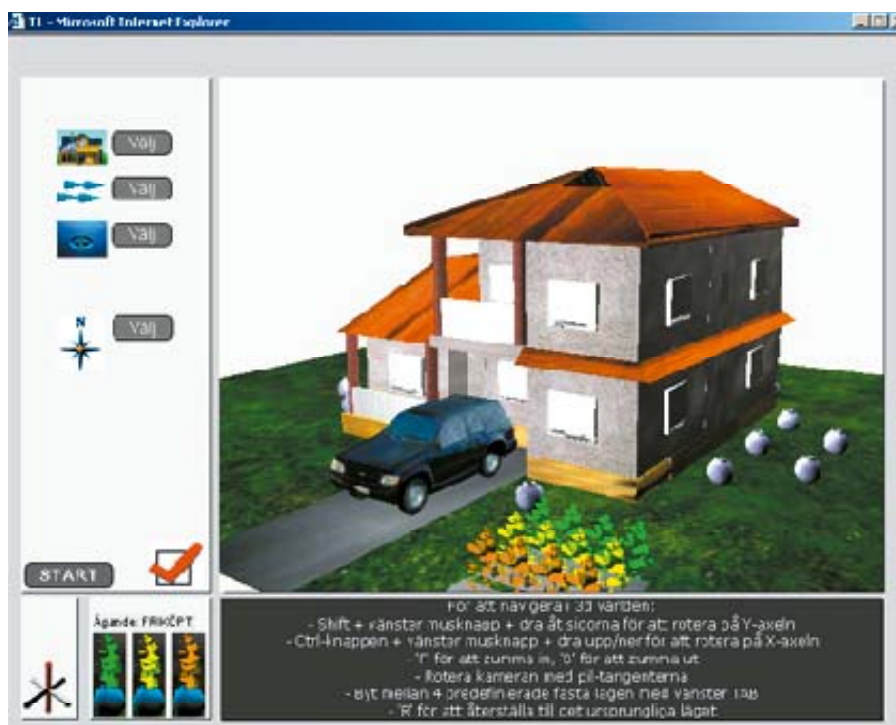 T1 - Microsoft Internet Explorer
Välj
Välj
Välj
N
Välj
START
Ägande: FRIKÖPT
För att navigera i 3d världen:
- Shift + vänster musknapp + dra åt sidorna för att rotera på Y-axeln
- Ctrl-knappen + vänster musknapp + dra upp/ner för att rotera på X-axeln
för att zumma in, för att zumma ut
- Rotera kameran med pil-tangenterna
- Byt mellan 4 predefinierade fasta lägen med vänster TAB
- 'R' för att återställa till det ursprungliga läget